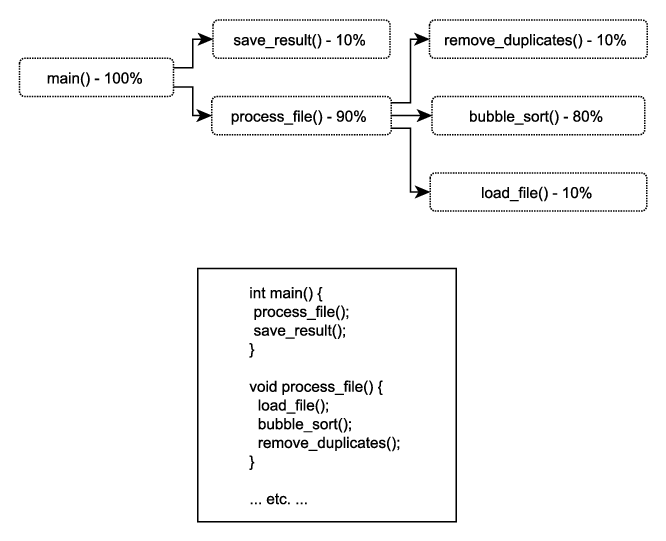 save_result() - 10%
remove_duplicates() - 10%
main() - 100%
process_file() - 90%
bubble_sort() - 80%
load_file() - 10%
int main() {
process_file();
save_result();
}
void process_file() {
load_file();
bubble_sort();
remove_duplicates();
}
... etc. ...